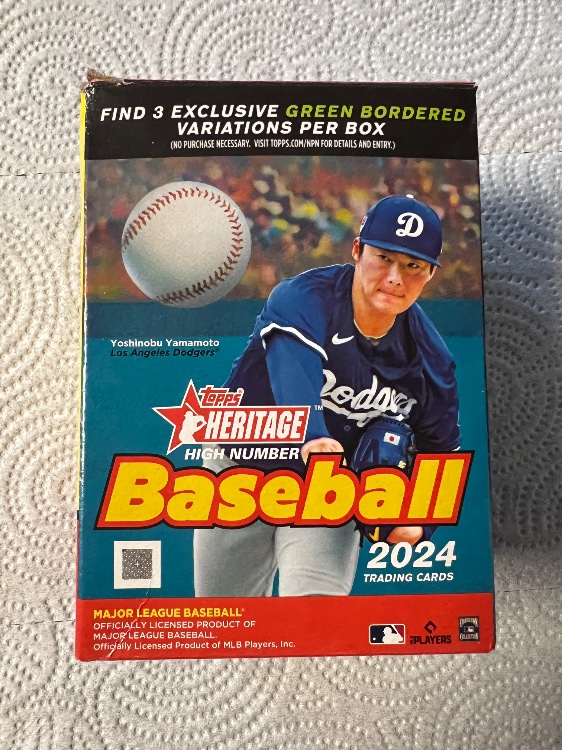 FIND 3 EXCLUSIVE GREEN BORDERED
VARIATIONS PER BOX
(NO PURCHASE NECESSARY. VISIT TOPPS.COM/NPN FOR DETAILS AND ENTRY.)
D
Yoshinobu Yamamoto
Los Angeles Dodgers®
Dodgers
topps®
HERITAGE™
HIGH NUMBER
Baseball
2024
TRADING CARDS
MAJOR LEAGUE BASEBALL®
OFFICIALLY LICENSED PRODUCT OF
MAJOR LEAGUE BASEBALL.
Officially Licensed Product of MLB Players, Inc.
PLAYERS